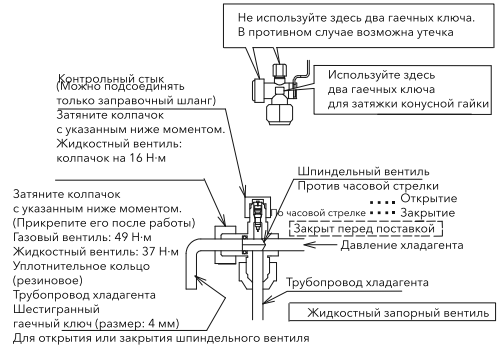 Не используйте здесь два гаечных ключа.
В противном случае возможна утечка
Используйте здесь
два гаечных ключа
для затяжки конусной гайки
Контрольный стык
(Можно подсоединять
только заправочный шланг)
Затяните колпачок
с указанным ниже моментом.
Жидкостный вентиль:
колпачок на 16 Н·м
Шпиндельный вентиль
Против часовой стрелки
Открытие
По часовой стрелке
Закрытие
Закрыт перед поставкой
Давление хладагента
Затяните колпачок
с указанным ниже моментом.
(Прикрепите его после работы)
Газовый вентиль: 49 Н·м
Жидкостный вентиль: 37 Н·м
Уплотнительное кольцо
(резиновое)
Трубопровод хладагента
Шестигранный
гаечный ключ (размер: 4 мм)
Для открытия или закрытия шпиндельного вентиля
Трубопровод хладагента
Жидкостный запорный вентиль